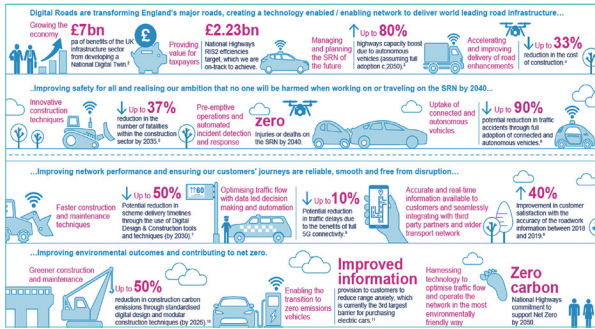 Digital Roads are transforming England's major roads, creating a technology enabled / enabling network to deliver world leading road infrastructure…
Growing the
economy
£7bn
pa of benefits of the UK
infrastructure sector
from developing a
National Digital Twin.²
£
Providing
value for
taxpayers
£2.23bn
National Highways
RIS2 efficiencies
target, which we are
on-track to achieve.
Managing
and planning
the SRN of
the future
Up to 80%
highways capacity boost
due to autonomous
vehicles (assuming full
adoption c.2050).
Accelerating
and improving
delivery of road
enhancements
Up to 33%
reduction in the cost
of construction.
..Improving safety for all and realising our ambition that no one will be harmed when working on or traveling on the SRN by 2040...
Innovative
construction
techniques
Up to 37%
reduction in the
number of fatalities
within the construction
sector by 2035.
Pre-emptive
operations and
automated
incident detection
and response
zero
Injuries or deaths on
the SRN by 2040.
Uptake of
connected and
autonomous
vehicles
Up to 90%
potential reduction in traffic
accidents through full
adoption of connected and
autonomous vehicles.
…Improving network performance and ensuring our customers' journeys are reliable, smooth and free from disruption…
Faster construction
and maintenance
techniques
Up to 50%
Potential reduction in
scheme delivery timelines
through the use of Digital
Design & Construction tools
and techniques (by 2030).⁷
60
Optimising traffic flow
with data led decision
making and automation
Up to 10%
Potential reduction
in traffic delays due
to the benefits of full
5G connectivity.
Accurate and real-time
information available to
customers and seamlessly
integrating with third
party partners and wider
transport network
40%
Improvement in customer
satisfaction with the
accuracy of the roadwork
information between 2018
and 2019.⁹
…Improving environmental outcomes and contributing to net zero.
Greener construction
and maintenance
Up to 50%
reduction in construction carbon
emissions through standardised
digital design and modular
construction techniques (by 2025).¹⁰
Enabling the
transition to
zero emissions
vehicles
Improved
information
provision to customers to
reduce range anxiety, which
is currently the 3rd largest
barrier for purchasing
electric cars.¹¹
Harnessing
technology to
optimise traffic flow
and operate the
network in the most
environmentally
friendly way
Zero
carbon
National Highways
commitment to
support Net Zero
by 2050.